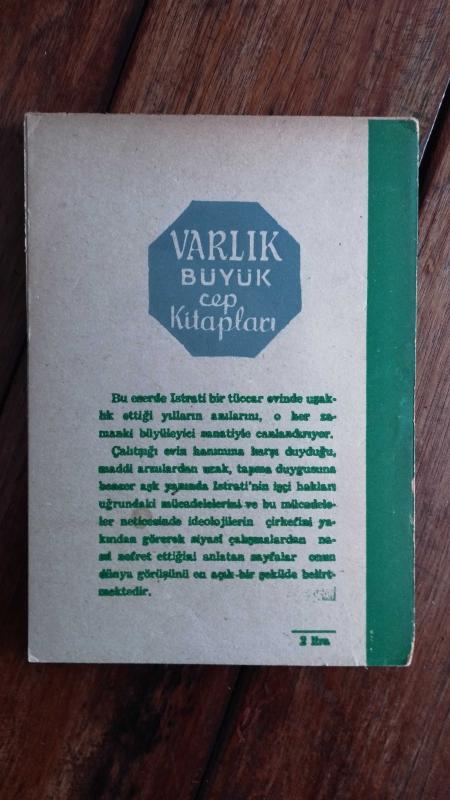 VARLIK
BÜYÜK
cep
Kitapları
Bu eserde Istrati bir tüccar evinde uşak-
lık ettiği yılların anılarını, o her za-
manki büyüleyici sanatiyle canlandırıyor.
Çalıştığı evin hanımına karşı duyduğu,
maddi arzulardan uzak, tapma duygusuna
benzer aşk yanında Istrati'nin işçi hakları
uğrundaki mücadelelerini ve bu mücadele-
ler neticesinde ideolojilerin çirkefini ya-
kından görerek siyasi çalışmalardan na-
sıl nefret ettiğini anlatan sayfalar onun
dünya görüşünü en açık bir şekilde belirt-
mektedir.
2 lira